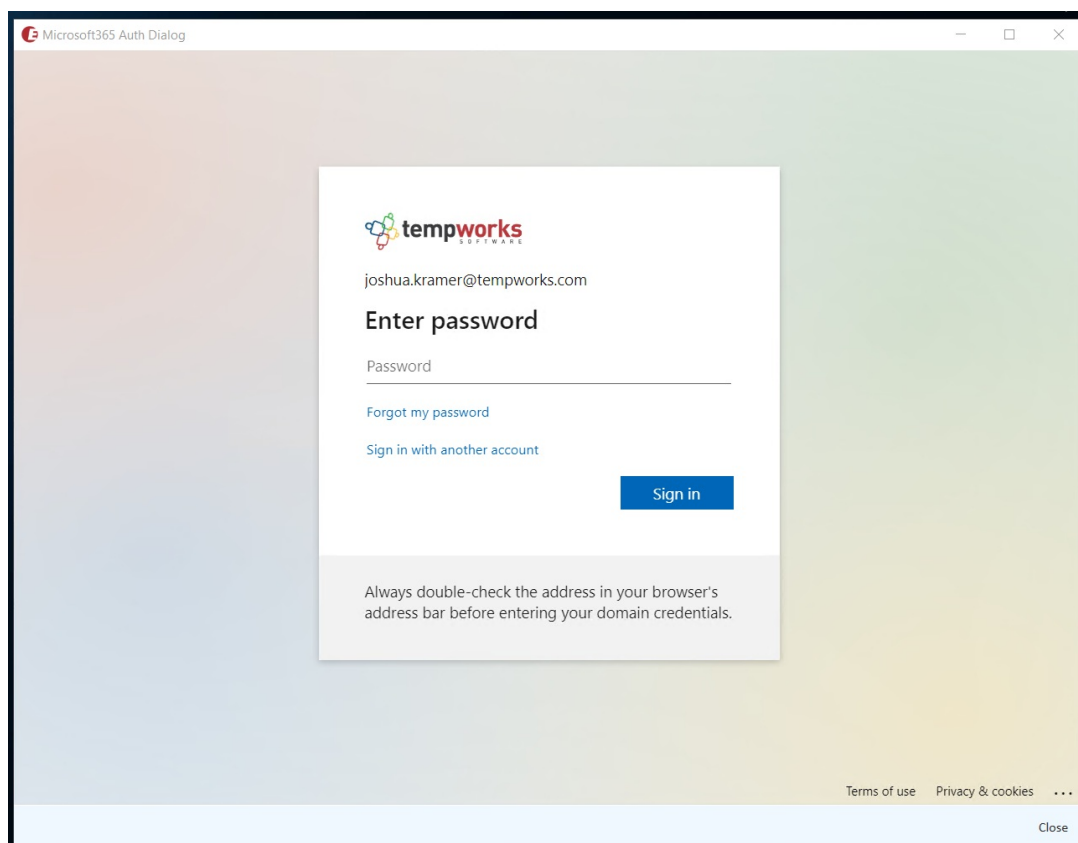 Microsoft365 Auth Dialog
tempworks
SOFTWARE
joshua.kramer@tempworks.com
Enter password
Password
Forgot my password
Sign in with another account
Sign in
Always double-check the address in your browser's
address bar before entering your domain credentials.
Terms of use Privacy & cookies ...
Close